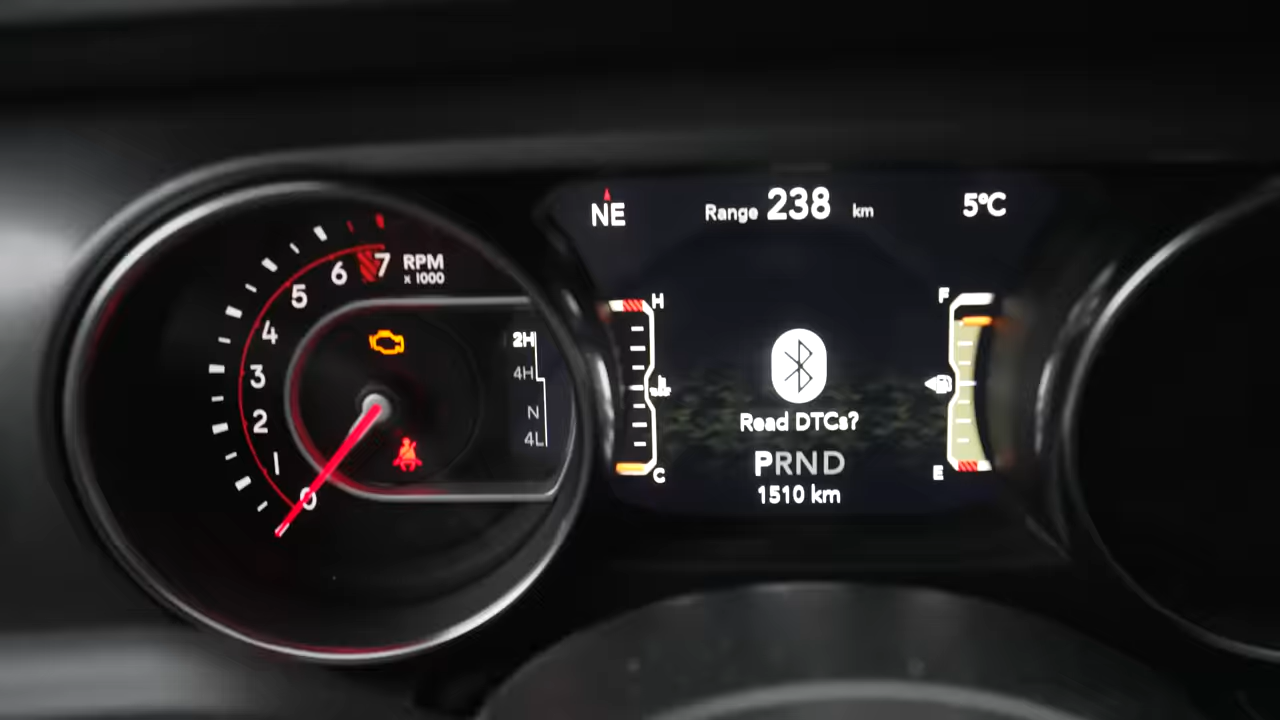 NE
Range 238 km
5°C
7
6
5
4
3
2
1
0
RPM
x 1000
2H
4H
N
4L
H
C
F
E
Read DTCs?
PRND
1510 km